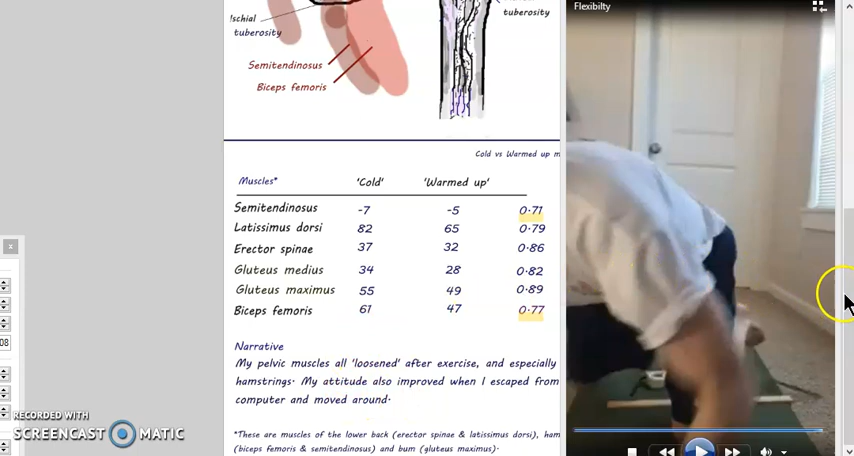 Flexibilty
Ischial
tuberosity
tuberosity
Semitendinosus
Biceps femoris
Cold vs Warmed up m
Muscles* 'Cold' 'Warmed up'
Semitendinosus -7 -5 0.71
Latissimus dorsi 82 65 0.79
Erector spinae 37 32 0.86
Gluteus medius 34 28 0.82
Gluteus maximus 55 49 0.89
Biceps femoris 61 47 0.77
08
Narrative
My pelvic muscles all 'loosened' after exercise, and especially
hamstrings. My attitude also improved when I escaped from
computer and moved around.
RECORDED WITH
SCREENCAST MATIC
*These are muscles of the lower back (erector spinae & latissimus dorsi), ham
(biceps femoris & semitendinosus) and bum (gluteus maximus).